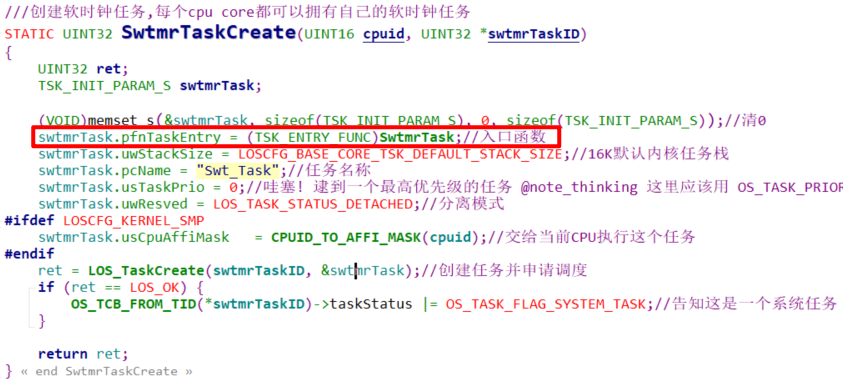 ///创建软时钟任务,每个cpu core都可以拥有自己的软时钟任务
STATIC UINT32 SwtmrTaskCreate(UINT16 cpuid, UINT32 *swtmrTaskID)
{
    UINT32 ret;
    TSK_INIT_PARAM_S swtmrTask;

    (VOID)memset_s(&swtmrTask, sizeof(TSK_INIT_PARAM_S), 0, sizeof(TSK_INIT_PARAM_S));//清0
    swtmrTask.pfnTaskEntry = (TSK_ENTRY_FUNC)SwtmrTask;//入口函数
    swtmrTask.uwStackSize = LOSCFG_BASE_CORE_TSK_DEFAULT_STACK_SIZE;//16K默认内核任务栈
    swtmrTask.pcName = "Swt_Task";//任务名称
    swtmrTask.usTaskPrio = 0;//哇塞! 逮到一个最高优先级的任务 @note_thinking 这里应该用 OS_TASK_PRIOR
    swtmrTask.uwResved = LOS_TASK_STATUS_DETACHED;//分离模式
#ifdef LOSCFG_KERNEL_SMP
    swtmrTask.usCpuAffiMask   = CPUID_TO_AFFI_MASK(cpuid);//交给当前CPU执行这个任务
#endif
    ret = LOS_TaskCreate(swtmrTaskID, &swtmrTask);//创建任务并申请调度
    if (ret == LOS_OK) {
        OS_TCB_FROM_TID(*swtmrTaskID)->taskStatus |= OS_TASK_FLAG_SYSTEM_TASK;//告知这是一个系统任务
    }

    return ret;
} « end SwtmrTaskCreate »